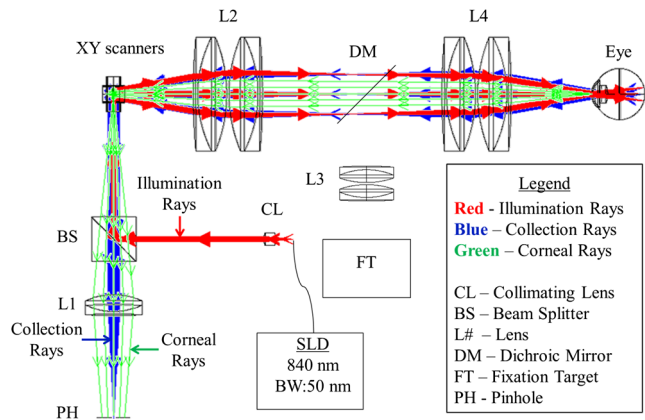 L2
L4
XY scanners
DM
Eye
L3
Illumination
Rays
CL
BS
FT
L1
Collection
Rays
Corneal
Rays
SLD
840 nm
BW:50 nm
PH
Legend
Red - Illumination Rays
Blue – Collection Rays
Green – Corneal Rays
CL – Collimating Lens
BS – Beam Splitter
L# – Lens
DM – Dichroic Mirror
FT – Fixation Target
PH - Pinhole